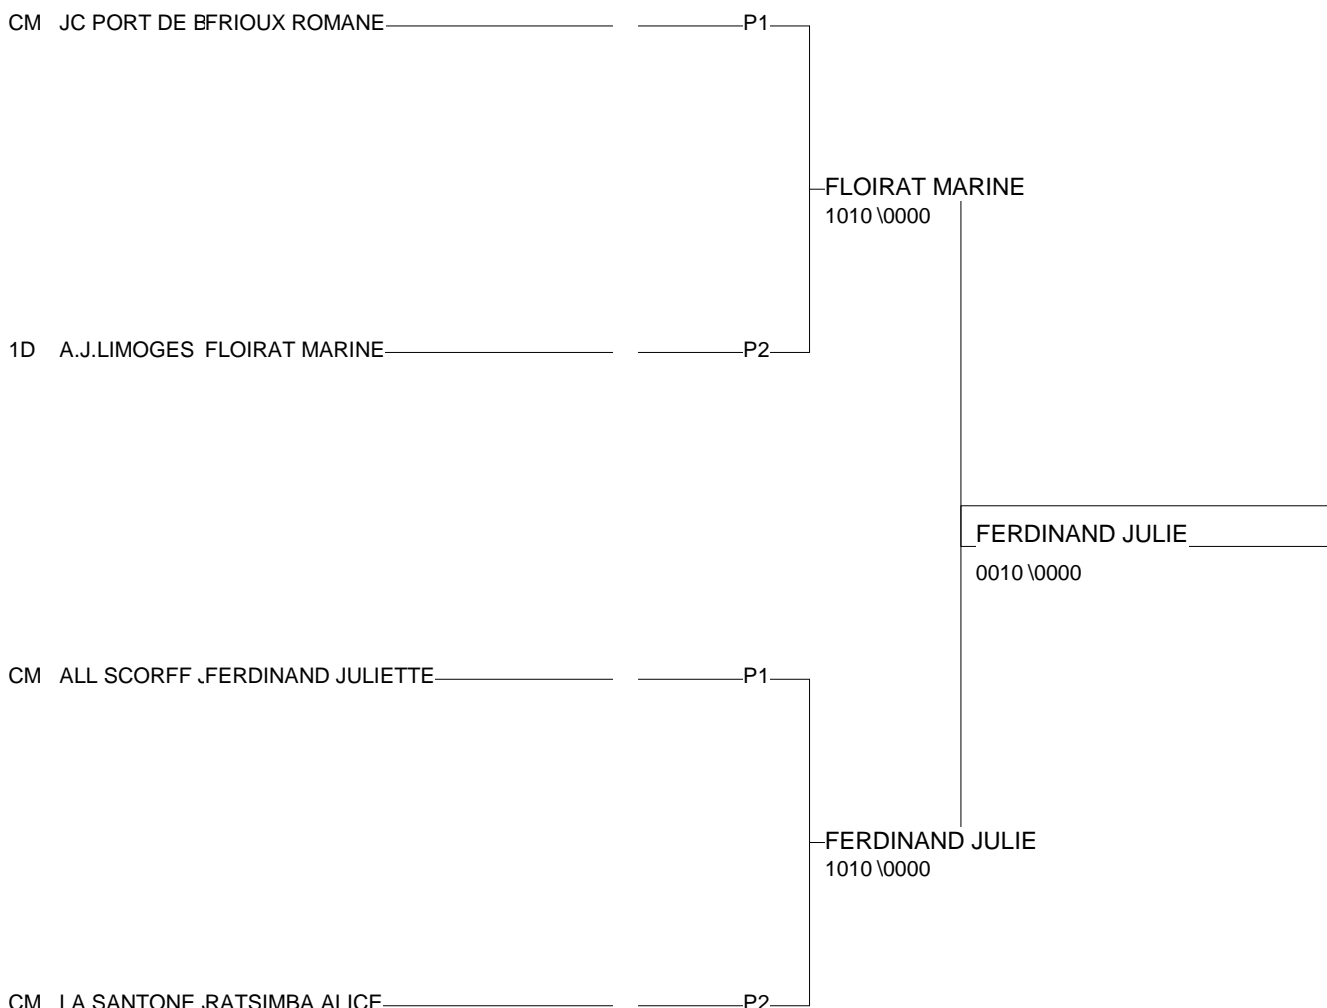 CM JC PORT DE B FRIOUX ROMANE P1
FLOIRAT MARINE
1010 \0000
1D A.J.LIMOGES FLOIRAT MARINE P2
FERDINAND JULIE
0010 \0000
CM ALL SCORFF J FERDINAND JULIETTE P1
FERDINAND JULIE
1010 \0000
CM LA SANTONE J RATSIMBA ALICE P2